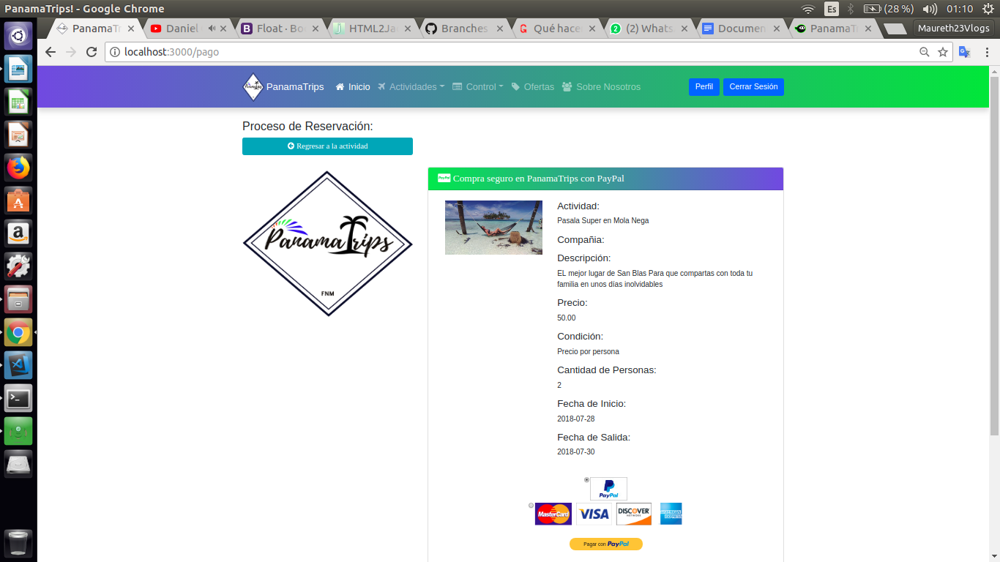 PanamaTrips! - Google Chrome
Es
(28 %)
01:10
PanamaTr
Daniel
Float · Bo
HTML2Ja
Branches
Qué hace
(2) Whats
Documen
PanamaTr
Maureth23Vlogs
localhost:3000/pago
PanamaTrips
Inicio
Actividades
Control
Ofertas
Sobre Nosotros
Perfil
Cerrar Sesión
Proceso de Reservación:
Regresar a la actividad
PanamaTrips
FNM
PayPal
Compra seguro en PanamaTrips con PayPal
Actividad:
Pasala Super en Mola Nega
Compañia:
Descripción:
EL mejor lugar de San Blas Para que compartas con toda tu
familia en unos días inolvidables
Precio:
50.00
Condición:
Precio por persona
Cantidad de Personas:
2
Fecha de Inicio:
2018-07-28
Fecha de Salida:
2018-07-30
PayPal
MasterCard
VISA
DISCOVER
NETWORK
Pagar con PayPal